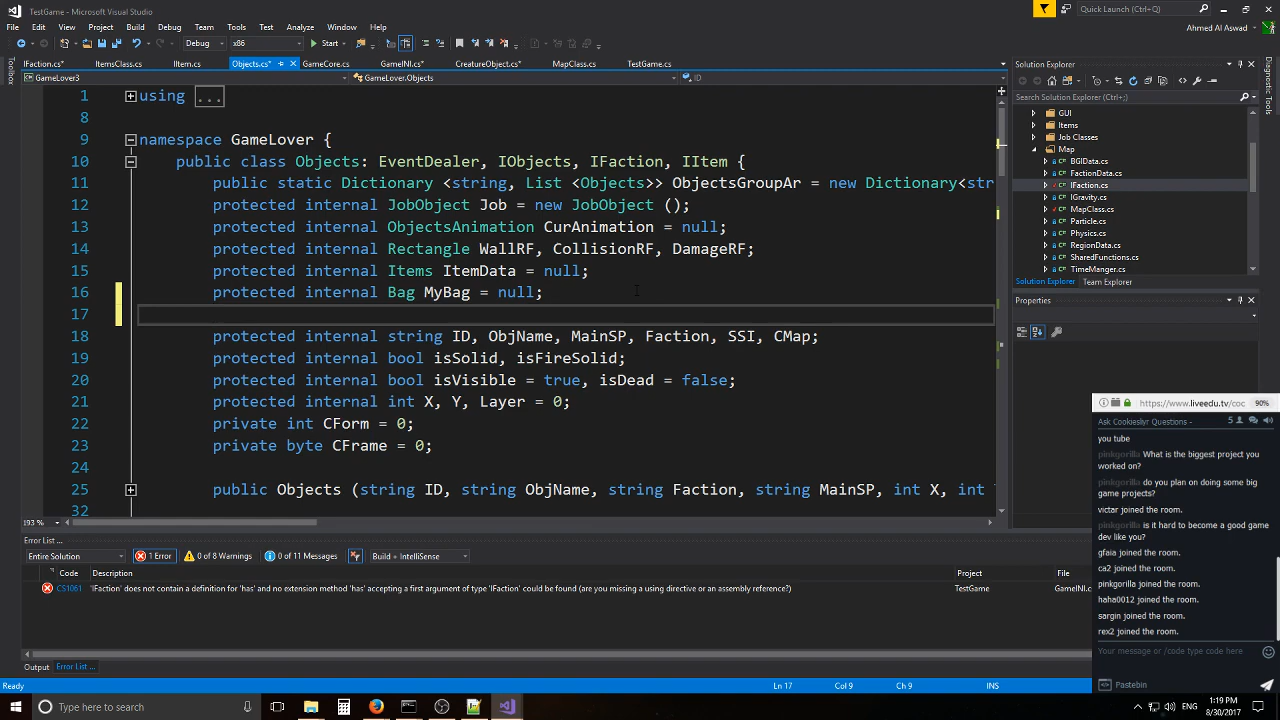 TestGame - Microsoft Visual Studio
Quick Launch (Ctrl+Q)
File Edit View Project Build Debug Team Tools Test Analyze Window Help
Ahmed Al Aswad
Debug x86 Start
Toolbox
IFaction.cs* ItemsClass.cs IItem.cs Objects.cs* GameCore.cs GameINI.cs* CreatureObject.cs* MapClass.cs TestGame.cs
GameLover3 GameLover.Objects ID
1 using ...
8
9 namespace GameLover {
10 public class Objects: EventDealer, IObjects, IFaction, IItem {
11 public static Dictionary <string, List <Objects>> ObjectsGroupAr = new Dictionary<str
12 protected internal JobObject Job = new JobObject ();
13 protected internal ObjectsAnimation CurAnimation = null;
14 protected internal Rectangle WallRF, CollisionRF, DamageRF;
15 protected internal Items ItemData = null;
16 protected internal Bag MyBag = null;
17
18 protected internal string ID, ObjName, MainSP, Faction, SSI, CMap;
19 protected internal bool isSolid, isFireSolid;
20 protected internal bool isVisible = true, isDead = false;
21 protected internal int X, Y, Layer = 0;
22 private int CForm = 0;
23 private byte CFrame = 0;
24
25 public Objects (string ID, string ObjName, string Faction, string MainSP, int X, int
32
193 %
Solution Explorer
Search Solution Explorer (Ctrl+;)
GUI
Items
Job Classes
Map
BGIData.cs
FactionData.cs
IFaction.cs
IGravity.cs
MapClass.cs
Particle.cs
Physics.cs
RegionData.cs
SharedFunctions.cs
TimeManger.cs
Solution Explorer Team Explorer
Properties
Diagnostic Tools
Error List ...
Entire Solution 1 Error 0 of 8 Warnings 0 of 11 Messages Build + IntelliSense
Code Description Project File
CS1061 'IFaction' does not contain a definition for 'has' and no extension method 'has' accepting a first argument of type 'IFaction' could be found (are you missing a using directive or an assembly reference?) TestGame GameINI.c
Output Error List ...
Ready Ln 17 Col 9 Ch 9 INS
https://www.liveedu.tv/coc 90%
Ask Cookieslyr Questions - 5
you tube
pinkgorilla What is the biggest project you
worked on?
pinkgorilla do you plan on doing some big
game projects?
victar joined the room.
pinkgorilla is it hard to become a good game
dev like you?
gfaia joined the room.
ca2 joined the room.
pinkgorilla joined the room.
haha0012 joined the room.
sargin joined the room.
rex2 joined the room.
Your message or /code type code here
Pastebin
Type here to search
ENG
1:19 PM
8/30/2017